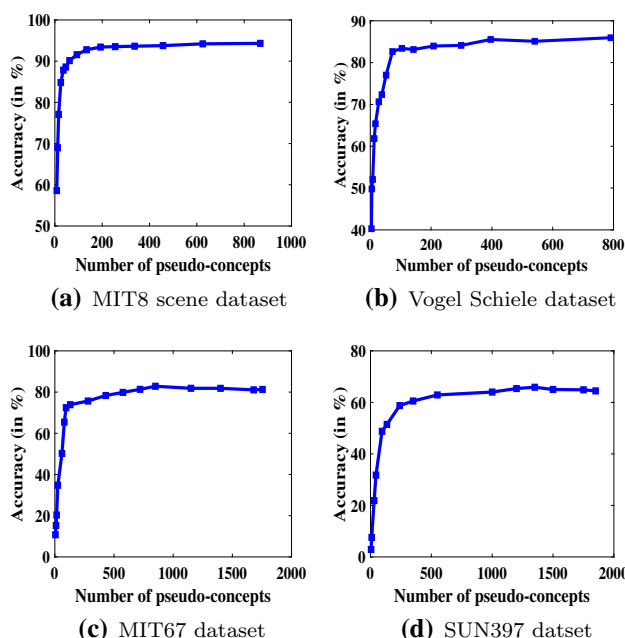 100
90
80
70
60
50
0 200 400 600 800 1000
Accuracy (in %)
Number of pseudo-concepts
(a) MIT8 scene dataset
90
80
70
60
50
40
0 200 400 600 800
Accuracy (in %)
Number of pseudo-concepts
(b) Vogel Schiele dataset
100
80
60
40
20
0
0 500 1000 1500 2000
Accuracy (in %)
Number of pseudo-concepts
(c) MIT67 dataset
80
60
40
20
0
0 500 1000 1500 200
Accuracy (in %)
Number of pseudo-concepts
(d) SUN397 datset